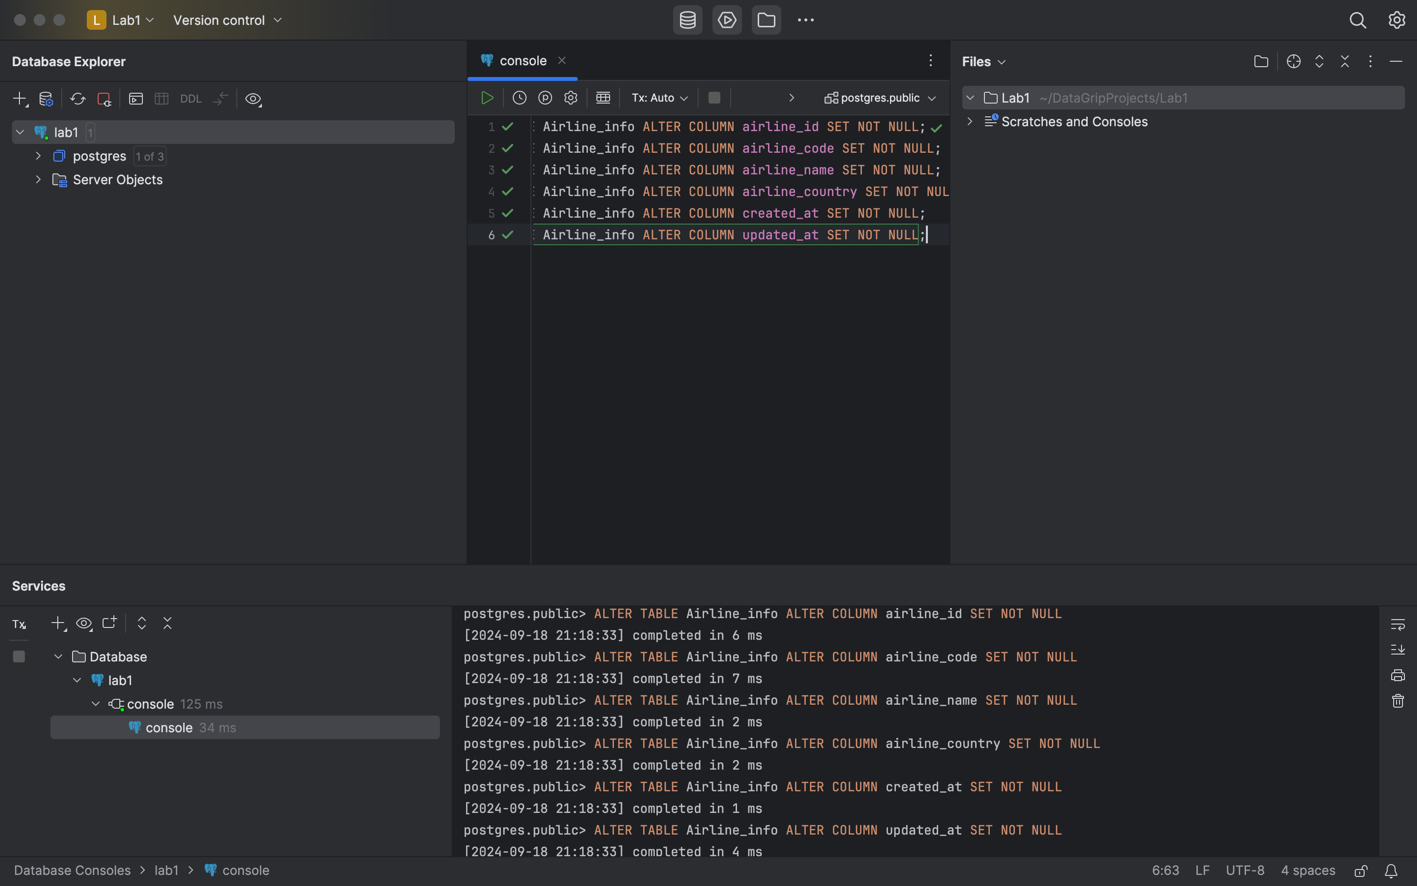 L Lab1 Version control
Database Explorer
DDL
lab1 1
postgres 1 of 3
Server Objects
console
Tx: Auto postgres.public
1 Airline_info ALTER COLUMN airline_id SET NOT NULL;
2 Airline_info ALTER COLUMN airline_code SET NOT NULL;
3 Airline_info ALTER COLUMN airline_name SET NOT NULL;
4 Airline_info ALTER COLUMN airline_country SET NOT NUL
5 Airline_info ALTER COLUMN created_at SET NOT NULL;
6 Airline_info ALTER COLUMN updated_at SET NOT NULL;
Files
Lab1 ~/DataGripProjects/Lab1
Scratches and Consoles
Services
Tx
Database
lab1
console 125 ms
console 34 ms
postgres.public> ALTER TABLE Airline_info ALTER COLUMN airline_id SET NOT NULL
[2024-09-18 21:18:33] completed in 6 ms
postgres.public> ALTER TABLE Airline_info ALTER COLUMN airline_code SET NOT NULL
[2024-09-18 21:18:33] completed in 7 ms
postgres.public> ALTER TABLE Airline_info ALTER COLUMN airline_name SET NOT NULL
[2024-09-18 21:18:33] completed in 2 ms
postgres.public> ALTER TABLE Airline_info ALTER COLUMN airline_country SET NOT NULL
[2024-09-18 21:18:33] completed in 2 ms
postgres.public> ALTER TABLE Airline_info ALTER COLUMN created_at SET NOT NULL
[2024-09-18 21:18:33] completed in 1 ms
postgres.public> ALTER TABLE Airline_info ALTER COLUMN updated_at SET NOT NULL
[2024-09-18 21:18:33] completed in 4 ms
Database Consoles > lab1 > console 6:63 LF UTF-8 4 spaces